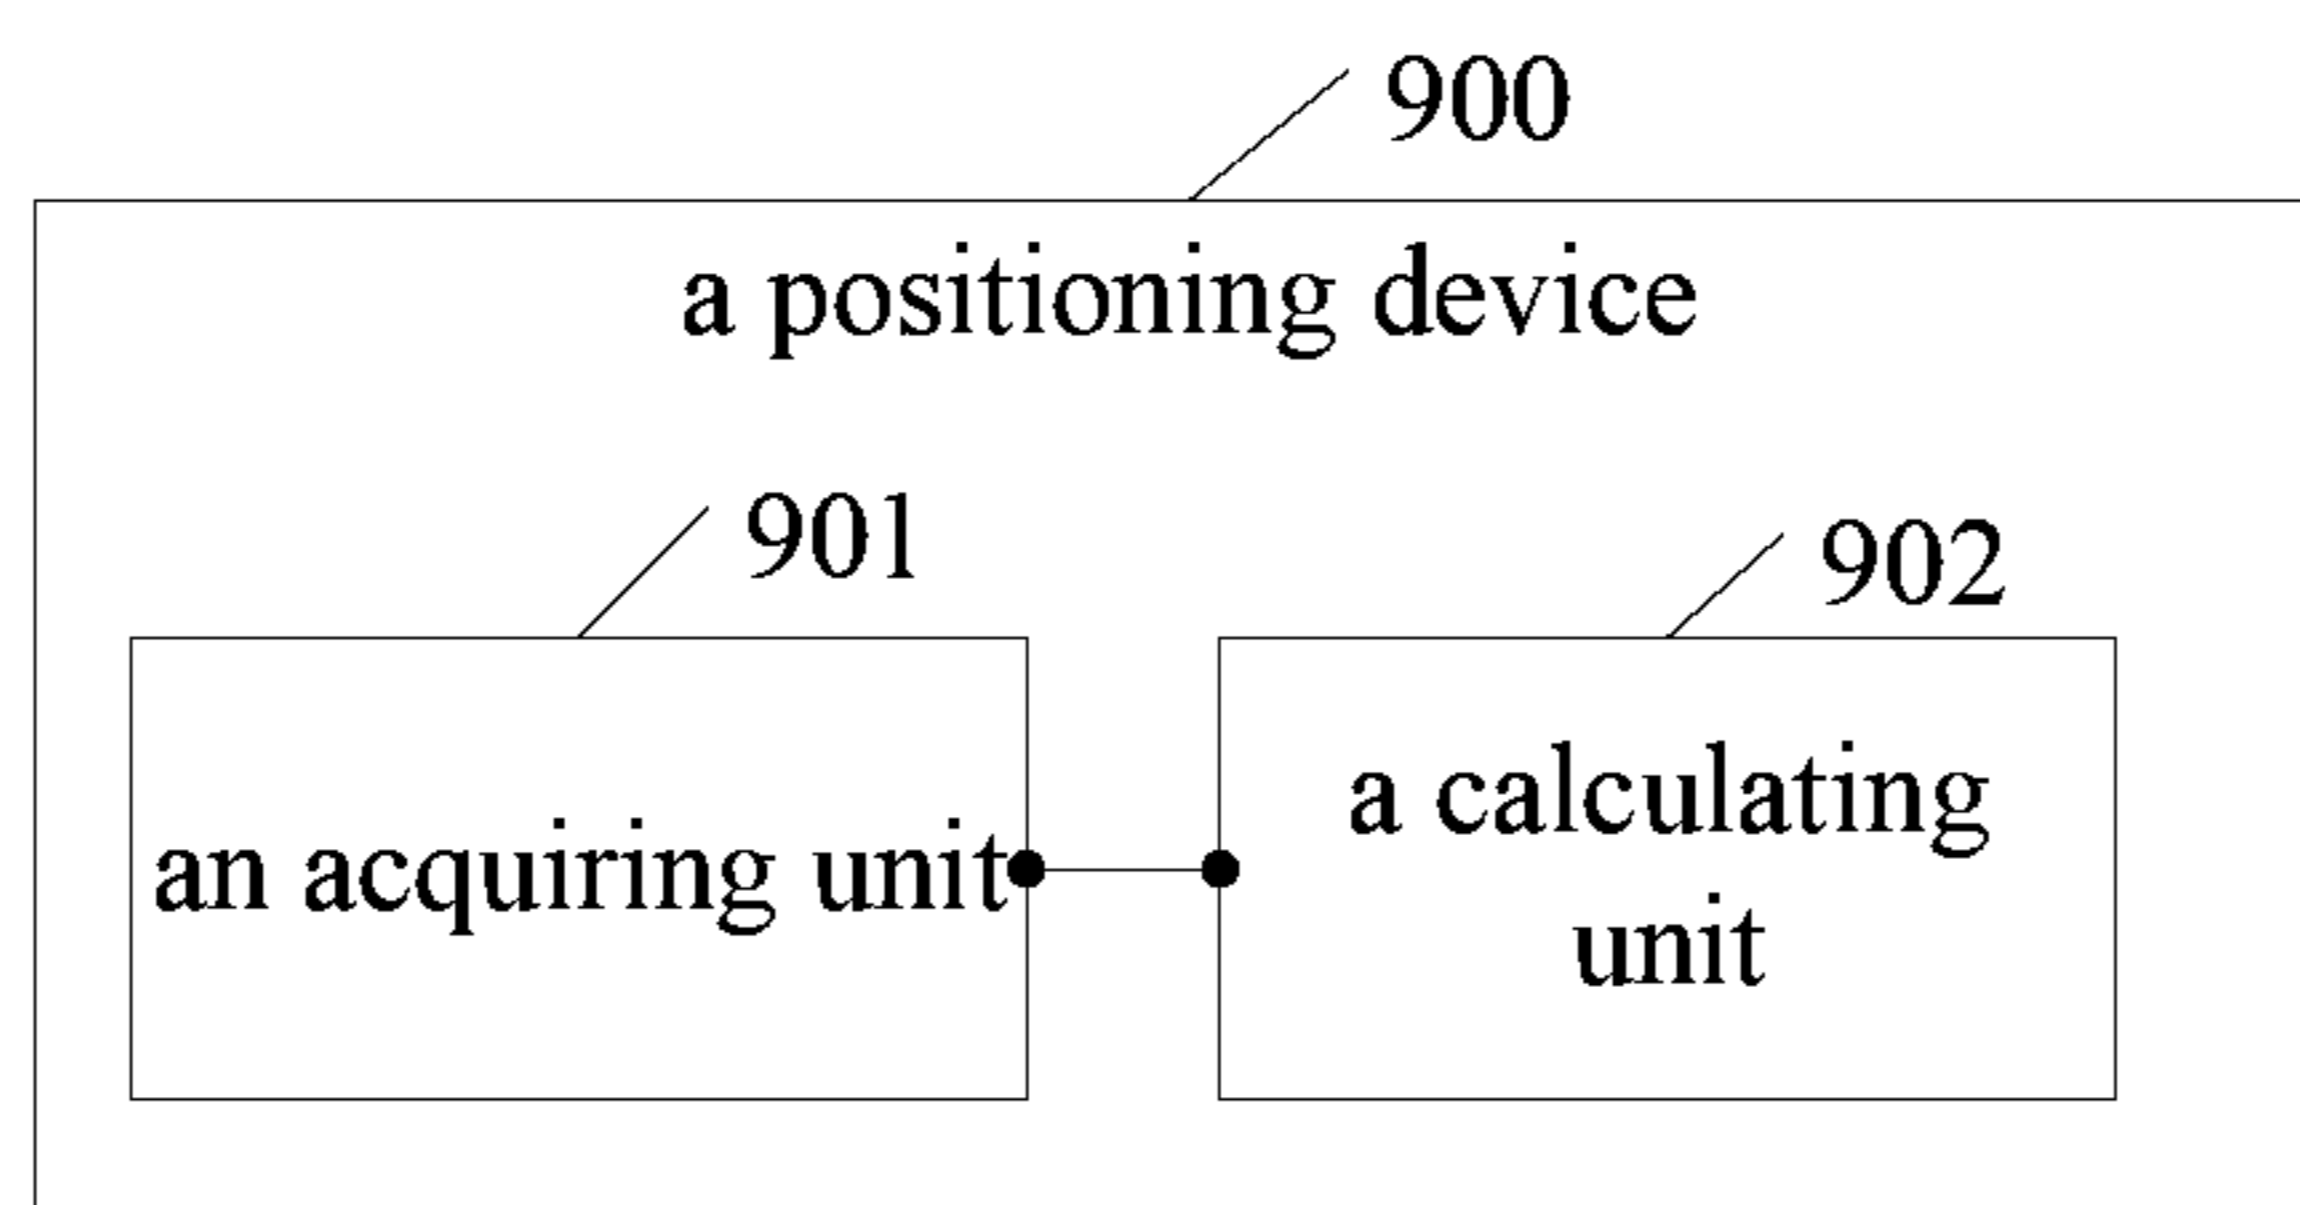 900
a positioning device
901
902
an acquiring unit
a calculating
unit